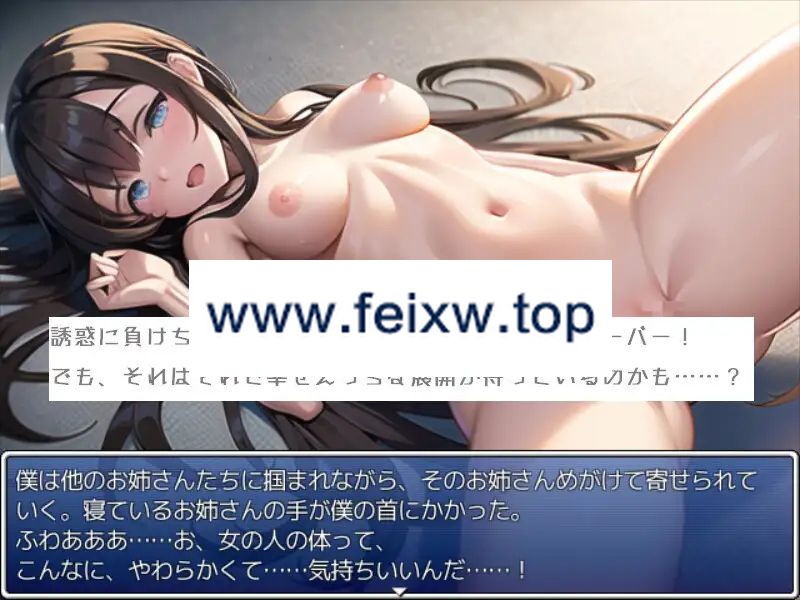 www.feixw.top
誘惑に負けち ーバー！
でも、それは 待っているのかも……？
僕は他のお姉さんたちに掴まれながら、そのお姉さんめがけて寄せられて
いく。寝ているお姉さんの手が僕の首にかかった。
ふわあああ……お、女の人の体って、
こんなに、やわらかくて……気持ちいいんだ……！